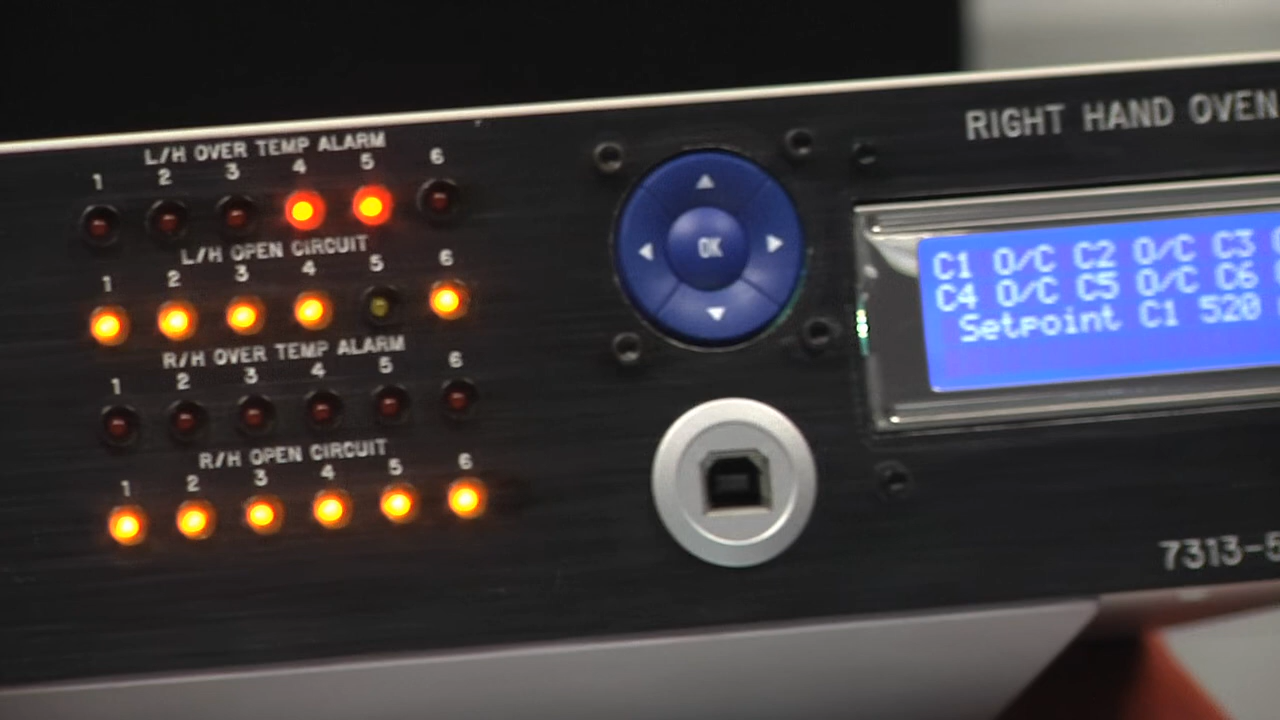 L/H OVER TEMP ALARM
1 2 3 4 5 6
L/H OPEN CIRCUIT
1 2 3 4 5 6
R/H OVER TEMP ALARM
1 2 3 4 5 6
R/H OPEN CIRCUIT
1 2 3 4 5 6
OK
RIGHT HAND OVEN
C1 O/C C2 O/C C3
C4 O/C C5 O/C C6
Setpoint C1 520
7313-5